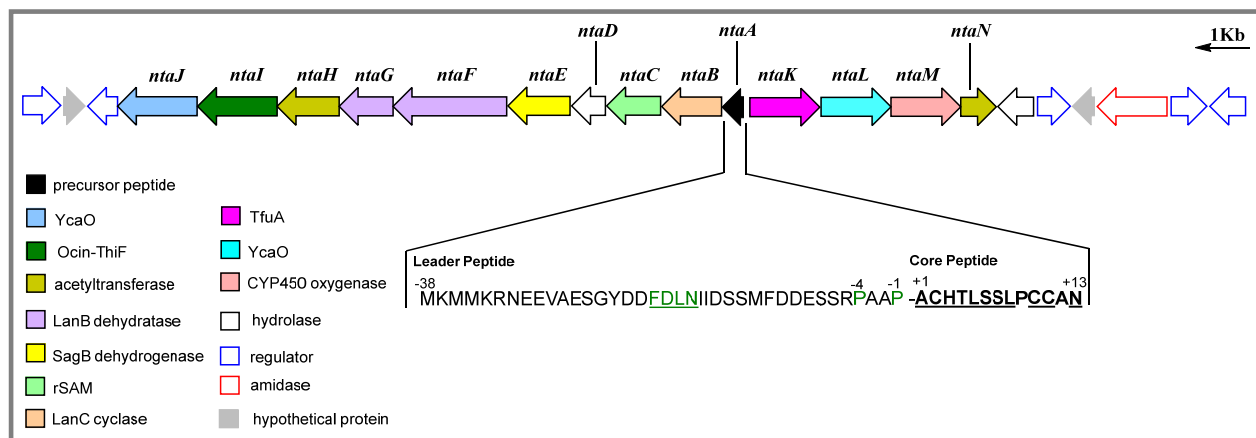 ntaD
ntaA
ntaN
1Kb
ntaJ ntaI ntaH ntaG ntaF ntaE ntaC ntaB ntaK ntaL ntaM
precursor peptide
YcaO
Ocin-ThiF
acetyltransferase
LanB dehydratase
SagB dehydrogenase
rSAM
LanC cyclase
TfuA
YcaO
CYP450 oxygenase
hydrolase
regulator
amidase
hypothetical protein
Leader Peptide
Core Peptide
-38 -4 -1 +1 +13
MKMMKRNEEVAESGYDDFDLNIIDSSMFDDESSRPAAP -ACHTLSSLPCCAN